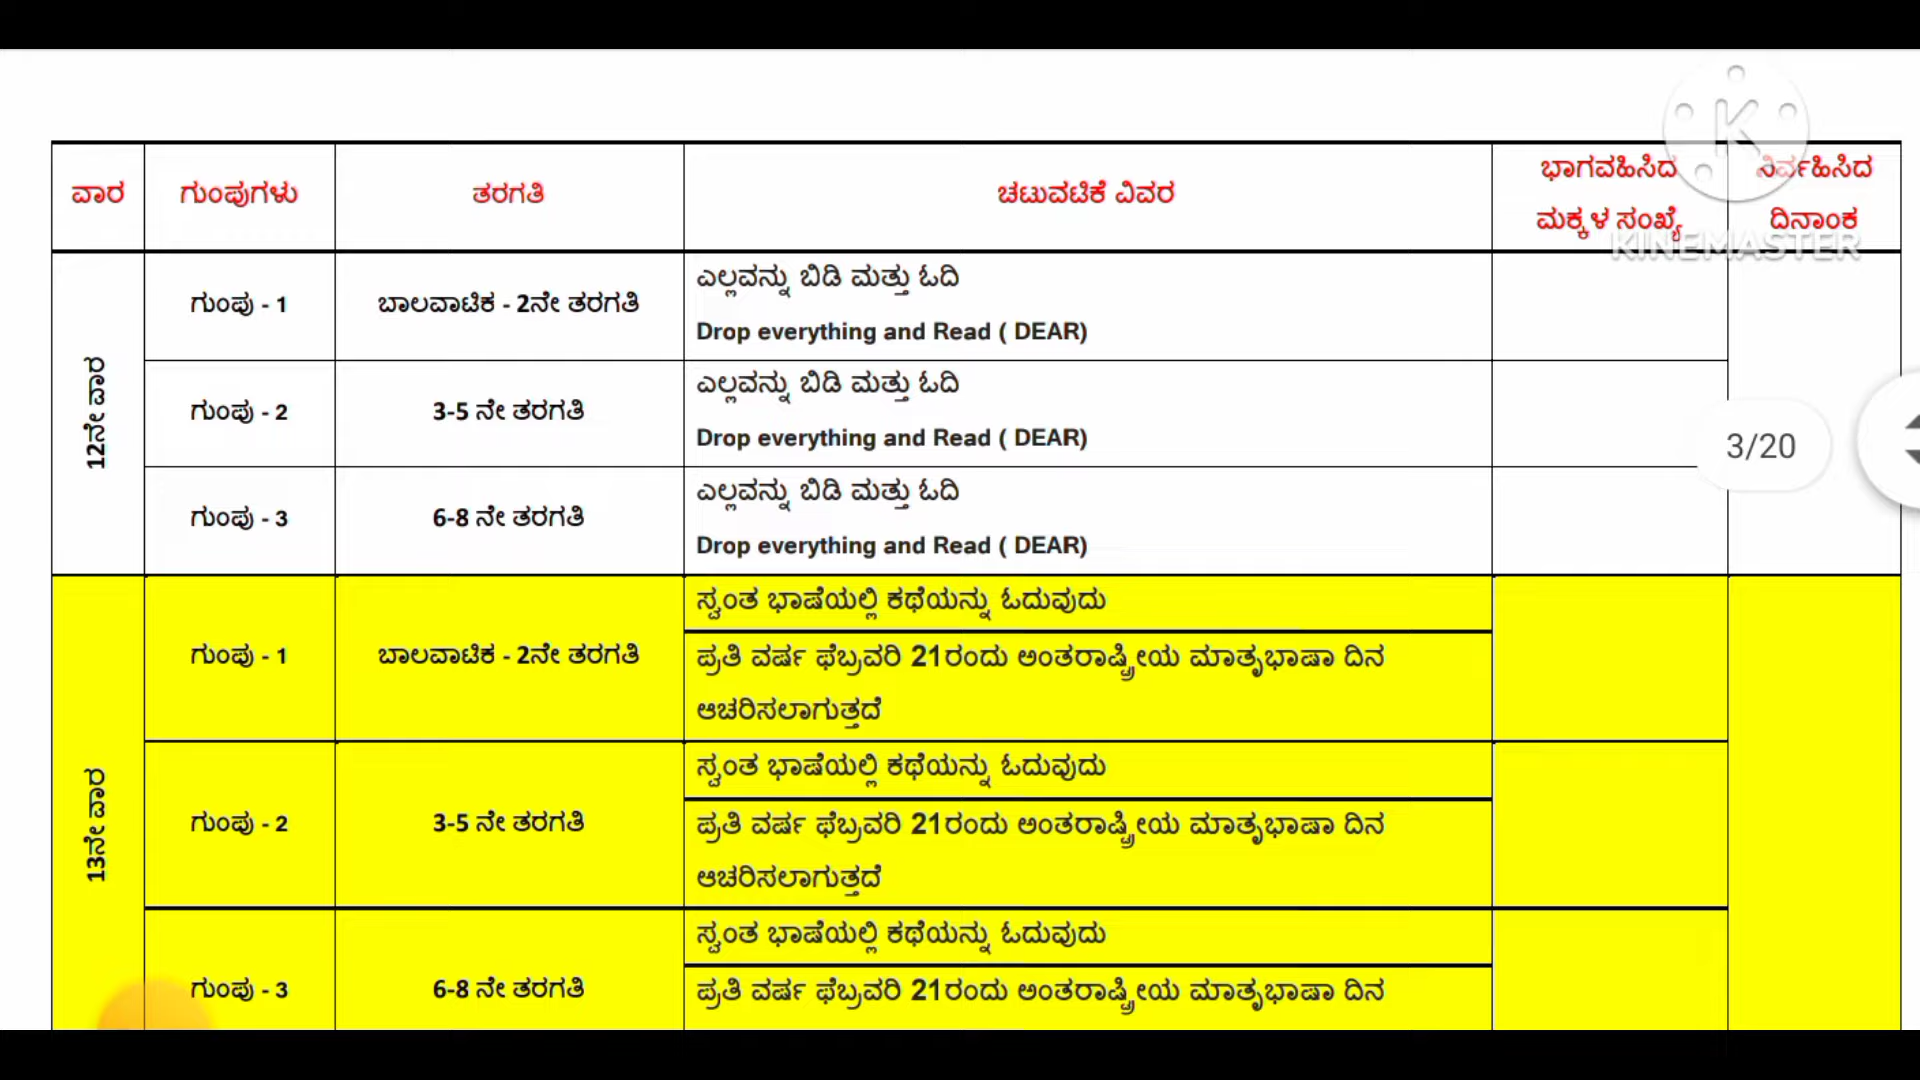 ವಾರ
ಗುಂಪುಗಳು
ತರಗತಿ
ಚಟುವಟಿಕೆ ವಿವರ
ಭಾಗವಹಿಸಿದ
ಮಕ್ಕಳ ಸಂಖ್ಯೆ
ನಿರ್ವಹಿಸಿದ
ದಿನಾಂಕ
K
KINEMASTER
12ನೇ ವಾರ
ಗುಂಪು - 1
ಬಾಲವಾಟಿಕ - 2ನೇ ತರಗತಿ
ಎಲ್ಲವನ್ನು ಬಿಡಿ ಮತ್ತು ಓದಿ
Drop everything and Read ( DEAR)
ಗುಂಪು - 2
3-5 ನೇ ತರಗತಿ
ಎಲ್ಲವನ್ನು ಬಿಡಿ ಮತ್ತು ಓದಿ
Drop everything and Read ( DEAR)
3/20
ಗುಂಪು - 3
6-8 ನೇ ತರಗತಿ
ಎಲ್ಲವನ್ನು ಬಿಡಿ ಮತ್ತು ಓದಿ
Drop everything and Read ( DEAR)
13ನೇ ವಾರ
ಗುಂಪು - 1
ಬಾಲವಾಟಿಕ - 2ನೇ ತರಗತಿ
ಸ್ವಂತ ಭಾಷೆಯಲ್ಲಿ ಕಥೆಯನ್ನು ಓದುವುದು
ಪ್ರತಿ ವರ್ಷ ಫೆಬ್ರವರಿ 21ರಂದು ಅಂತರಾಷ್ಟ್ರೀಯ ಮಾತೃಭಾಷಾ ದಿನ
ಆಚರಿಸಲಾಗುತ್ತದೆ
ಗುಂಪು - 2
3-5 ನೇ ತರಗತಿ
ಸ್ವಂತ ಭಾಷೆಯಲ್ಲಿ ಕಥೆಯನ್ನು ಓದುವುದು
ಪ್ರತಿ ವರ್ಷ ಫೆಬ್ರವರಿ 21ರಂದು ಅಂತರಾಷ್ಟ್ರೀಯ ಮಾತೃಭಾಷಾ ದಿನ
ಆಚರಿಸಲಾಗುತ್ತದೆ
ಗುಂಪು - 3
6-8 ನೇ ತರಗತಿ
ಸ್ವಂತ ಭಾಷೆಯಲ್ಲಿ ಕಥೆಯನ್ನು ಓದುವುದು
ಪ್ರತಿ ವರ್ಷ ಫೆಬ್ರವರಿ 21ರಂದು ಅಂತರಾಷ್ಟ್ರೀಯ ಮಾತೃಭಾಷಾ ದಿನ